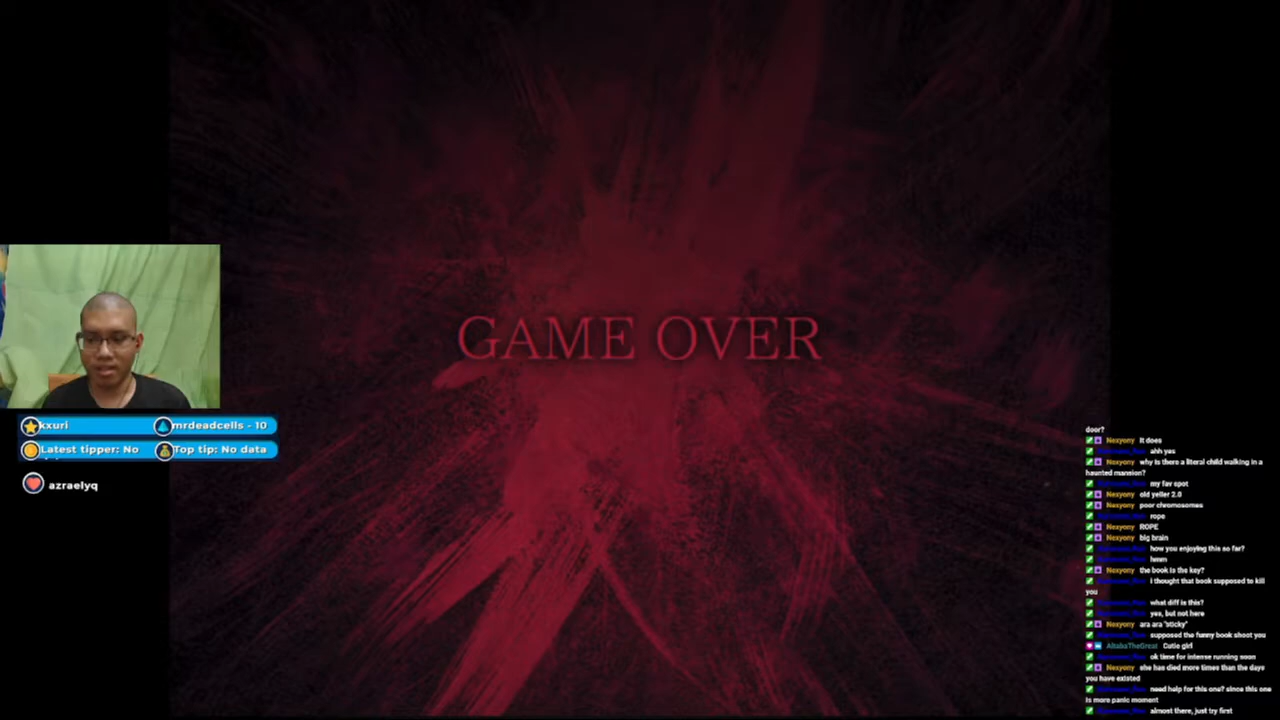 GAME OVER
kxuri
mrdeadcells - 10
Latest tipper: No
Top tip: No data
azraelyq
door?
Nexyony It does
ahh yes
Nexyony why is there a literal child walking in a
haunted mansion?
my fav spot
Nexyony old yeller 2.0
Nexyony poor chromosomes
rope
Nexyony ROPE
Nexyony big brain
how you enjoying this so far?
hmm
Nexyony the book is the key?
i thought that book supposed to kill
you
what diff is this?
yes, but not here
Nexyony ara ara "sticky"
supposed the funny book shoot you
AltabaTheGreat Cutie girl
ok time for intense running soon
Nexyony she has died more times than the days
you have existed
need help for this one? since this one
is more panic moment
almost there, just try first